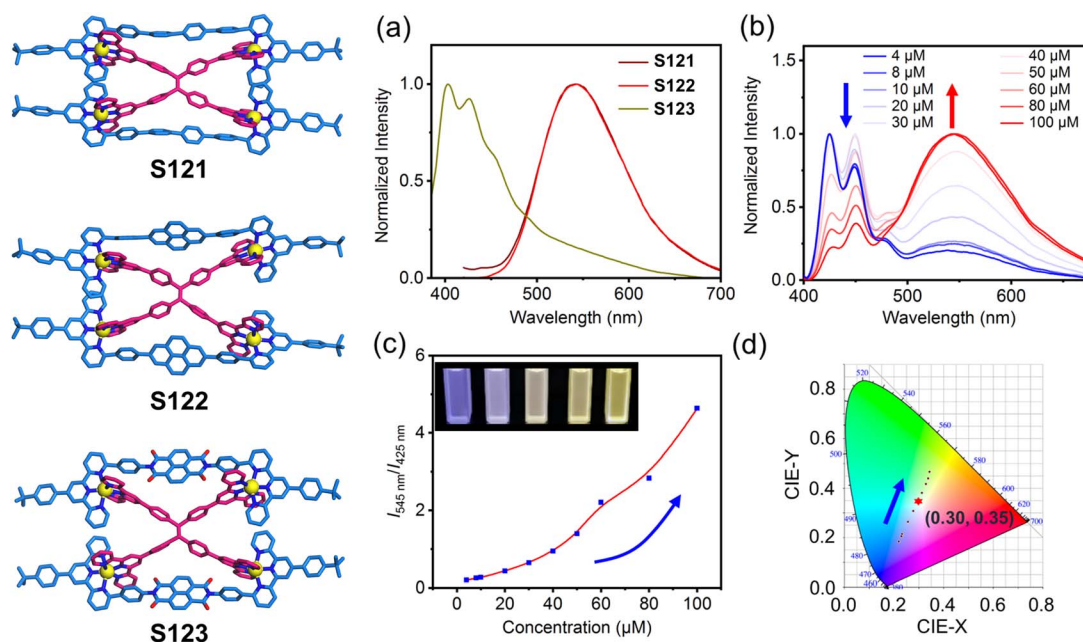 S121
S122
S123
(a)
Normalized Intensity
1.0
0.5
0.0
400
500
600
700
Wavelength (nm)
S121
S122
S123
(b)
Normalized Intensity
1.5
1.0
0.5
0.0
400
500
600
Wavelength (nm)
4 µM
8 µM
10 µM
20 µM
30 µM
40 µM
50 µM
60 µM
80 µM
100 µM
(c)
I545 nm/I425 nm
6
4
2
0
0
20
40
60
80
100
Concentration (µM)
(d)
CIE-Y
0.8
0.6
0.4
0.2
0.0
0.0
0.2
0.4
0.6
0.8
CIE-X
520
540
560
580
600
620
700
490
480
470
460
(0.30, 0.35)